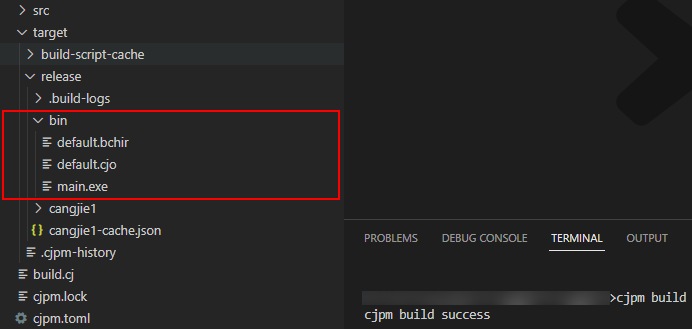 src
target
build-script-cache
release
.build-logs
bin
default.bchir
default.cjo
main.exe
cangjie1
cangjie1-cache.json
.cjpm-history
build.cj
cjpm.lock
cjpm.toml
PROBLEMS DEBUG CONSOLE TERMINAL OUTPUT
>cjpm build
cjpm build success